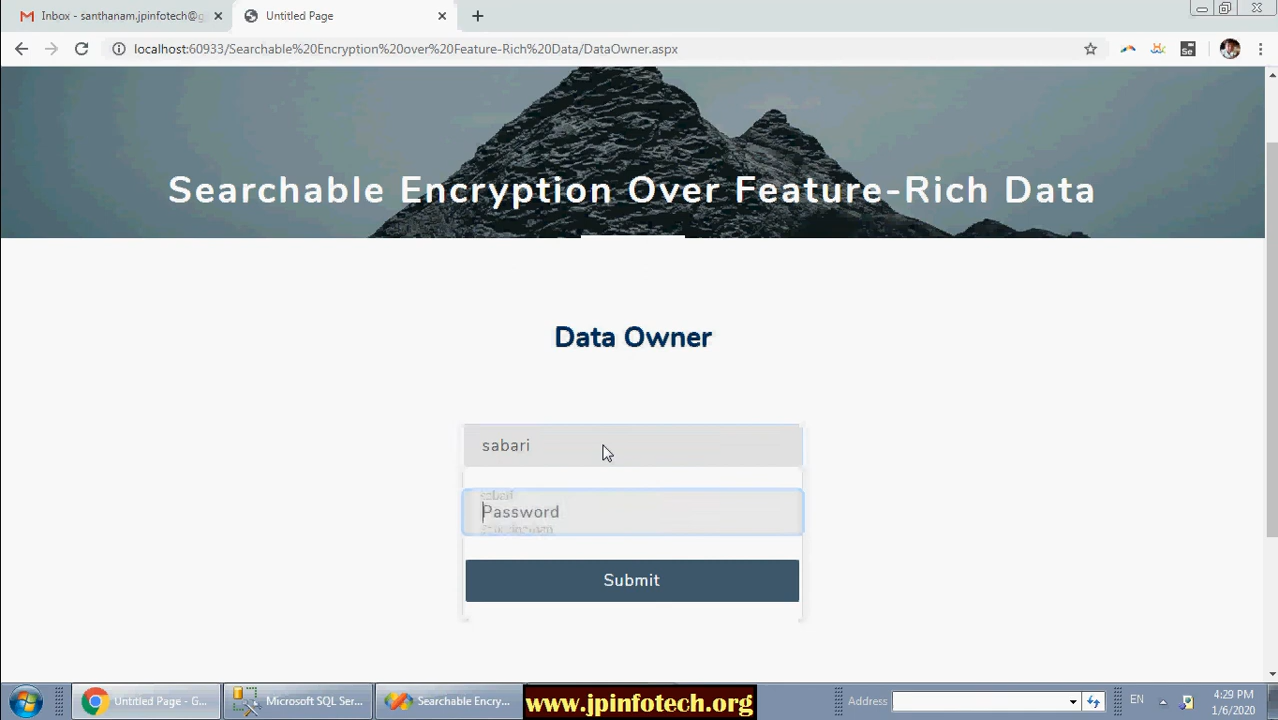 Inbox - santhanam.jpinfotech@g
Untitled Page
localhost:60933/Searchable%20Encryption%20over%20Feature-Rich%20Data/DataOwner.aspx
Se
Searchable Encryption Over Feature-Rich Data
Data Owner
sabari
Password
Submit
Untitled Page - G...
Microsoft SQL Ser...
Searchable Encry...
www.jpinfotech.org
Address
EN
4:29 PM
1/6/2020